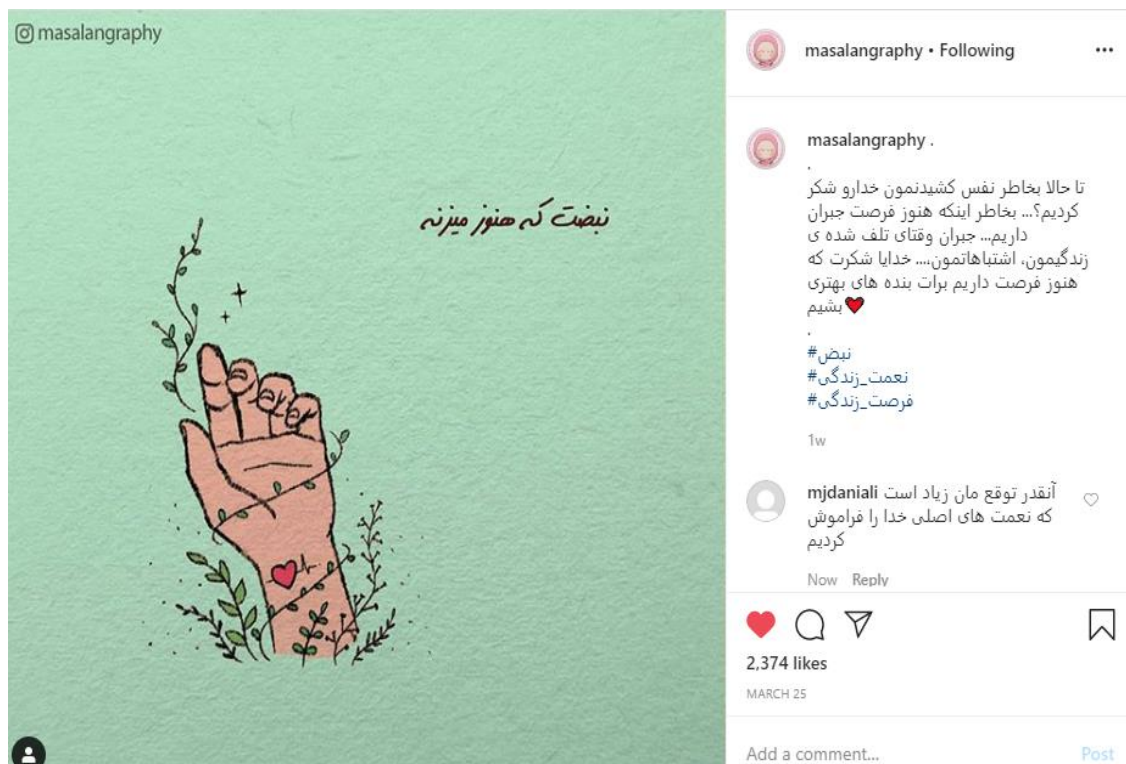 masalangraphy
نبضت که هنوز میزنه
masalangraphy • Following
masalangraphy .
.
تا حالا بخاطر نفس کشیدنمون خدارو شکر
کردیم؟... بخاطر اینکه هنوز فرصت جبران
داریم... جبران وقتای تلف شده ی
زندگیمون، اشتباهاتمون،... خدایا شکرت که
هنوز فرصت داریم برات بنده های بهتری
بشیم❤
.
#نبض
#نعمت_زندگی
#فرصت_زندگی
1w
mjdaniali آنقدر توقع مان زیاد است
که نعمت های اصلی خدا را فراموش
کردیم
Now Reply
2,374 likes
MARCH 25
Add a comment... Post